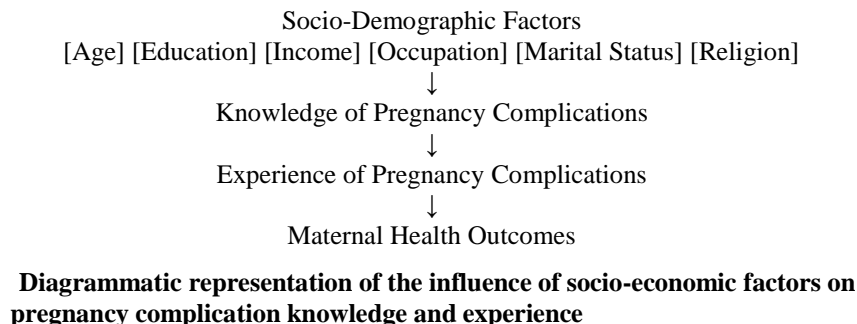 Socio-Demographic Factors
[Age] [Education] [Income] [Occupation] [Marital Status] [Religion]
↓
Knowledge of Pregnancy Complications
↓
Experience of Pregnancy Complications
↓
Maternal Health Outcomes
Diagrammatic representation of the influence of socio-economic factors on
pregnancy complication knowledge and experience